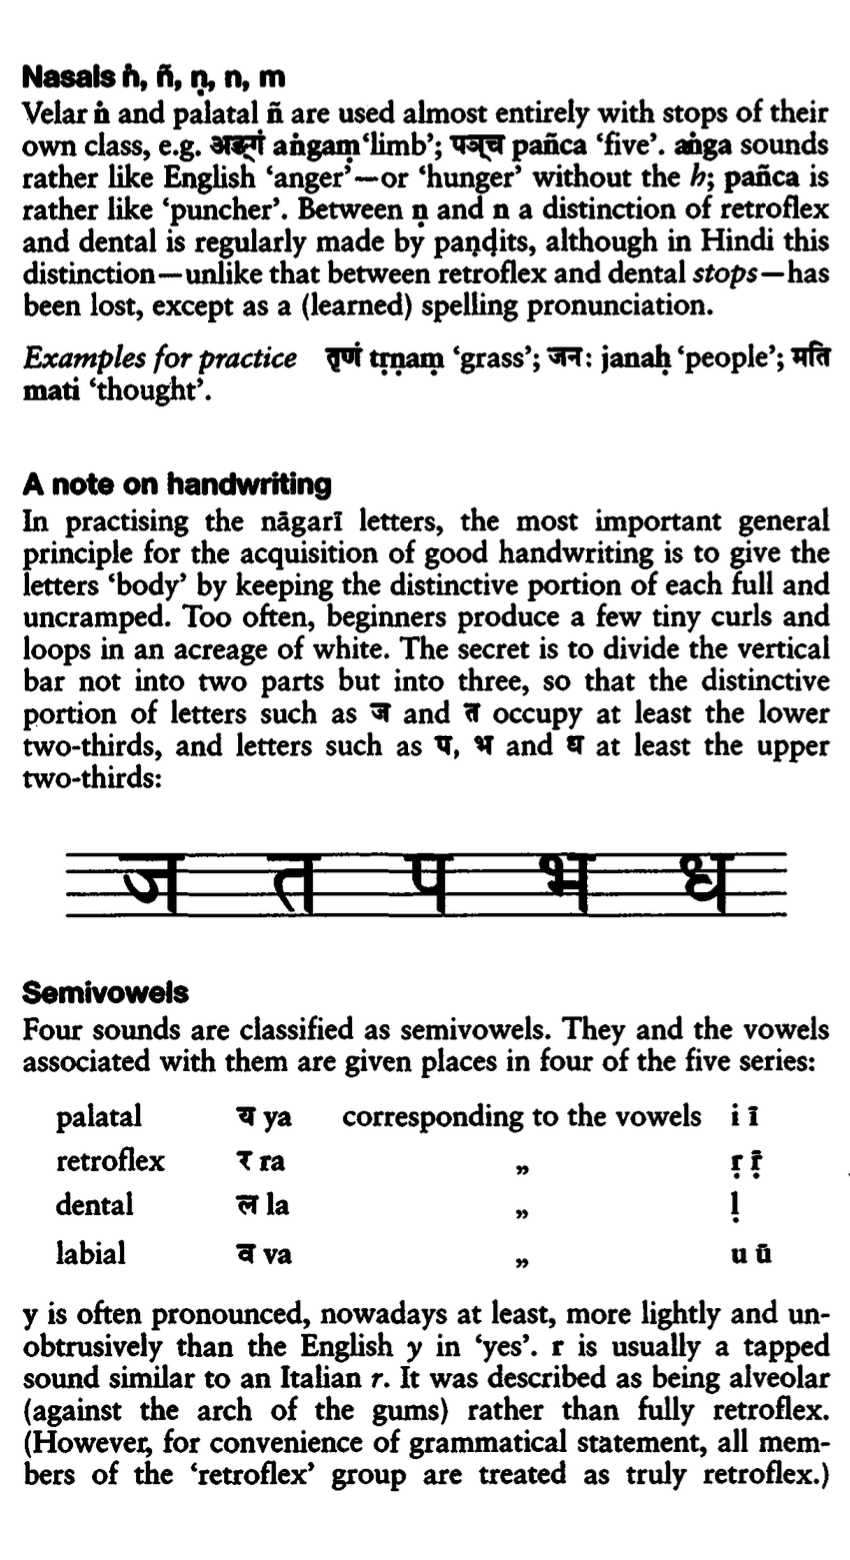 Nasals ṅ, ñ, ṇ, n, m
Velar ṅ and palatal ñ are used almost entirely with stops of their
own class, e.g. अङ्गं aṅgaṃ‘limb’; पञ्च pañca ‘five’. aṅga sounds
rather like English ‘anger’—or ‘hunger’ without the h; pañca is
rather like ‘puncher’. Between ṇ and n a distinction of retroflex
and dental is regularly made by paṇḍits, although in Hindi this
distinction—unlike that between retroflex and dental stops—has
been lost, except as a (learned) spelling pronunciation.
Examples for practice तृणं tṛṇaṃ ‘grass’; जनः janaḥ ‘people’; मति
mati ‘thought’.
A note on handwriting
In practising the nāgarī letters, the most important general
principle for the acquisition of good handwriting is to give the
letters ‘body’ by keeping the distinctive portion of each full and
uncramped. Too often, beginners produce a few tiny curls and
loops in an acreage of white. The secret is to divide the vertical
bar not into two parts but into three, so that the distinctive
portion of letters such as ज and त occupy at least the lower
two-thirds, and letters such as प, भ and ध at least the upper
two-thirds:
ज त प भ ध
Semivowels
Four sounds are classified as semivowels. They and the vowels
associated with them are given places in four of the five series:
palatal य ya corresponding to the vowels i ī
retroflex र ra „ ṛ ṝ
dental ल la „ ḷ
labial व va „ u ū
y is often pronounced, nowadays at least, more lightly and un-
obtrusively than the English y in ‘yes’. r is usually a tapped
sound similar to an Italian r. It was described as being alveolar
(against the arch of the gums) rather than fully retroflex.
(However, for convenience of grammatical statement, all mem-
bers of the ‘retroflex’ group are treated as truly retroflex.)